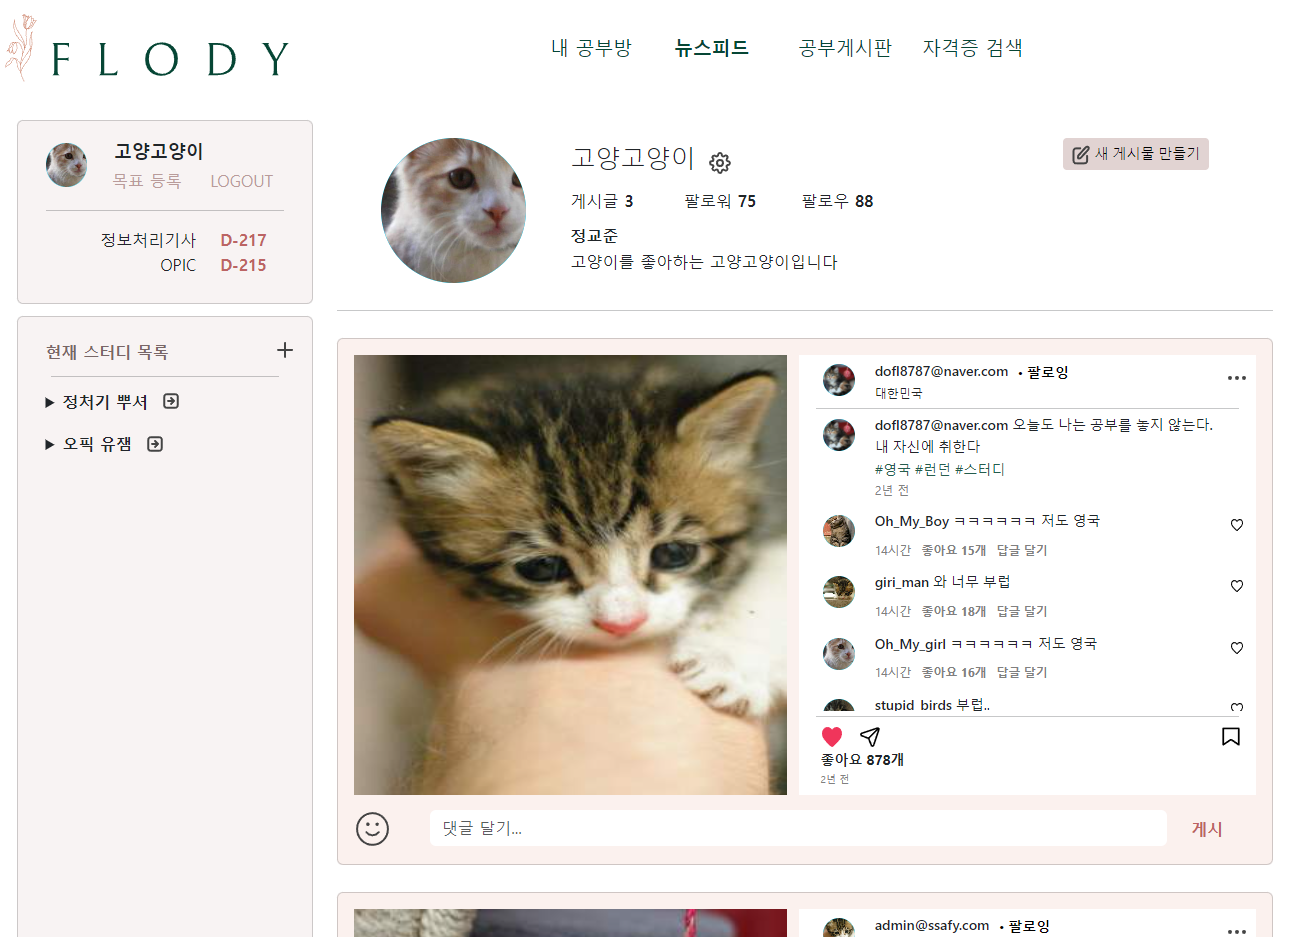 FLODY
내 공부방
뉴스피드
공부게시판
자격증 검색
고양고양이
목표 등록
LOGOUT
정보처리기사 D-217
OPIC D-215
현재 스터디 목록
정처기 뿌셔
오픽 유잼
고양고양이
새 게시물 만들기
게시글 3
팔로워 75
팔로우 88
정교준
고양이를 좋아하는 고양고양이입니다
dofl8787@naver.com • 팔로잉
대한민국
dofl8787@naver.com 오늘도 나는 공부를 놓지 않는다.
내 자신에 취한다
#영국 #런던 #스터디
2년 전
Oh_My_Boy ㅋㅋㅋㅋㅋㅋ 저도 영국
14시간 좋아요 15개 답글 달기
giri_man 와 너무 부럽
14시간 좋아요 18개 답글 달기
Oh_My_girl ㅋㅋㅋㅋㅋㅋ 저도 영국
14시간 좋아요 16개 답글 달기
stupid_birds 부럽..
좋아요 878개
2년 전
댓글 달기...
게시
admin@ssafy.com • 팔로잉